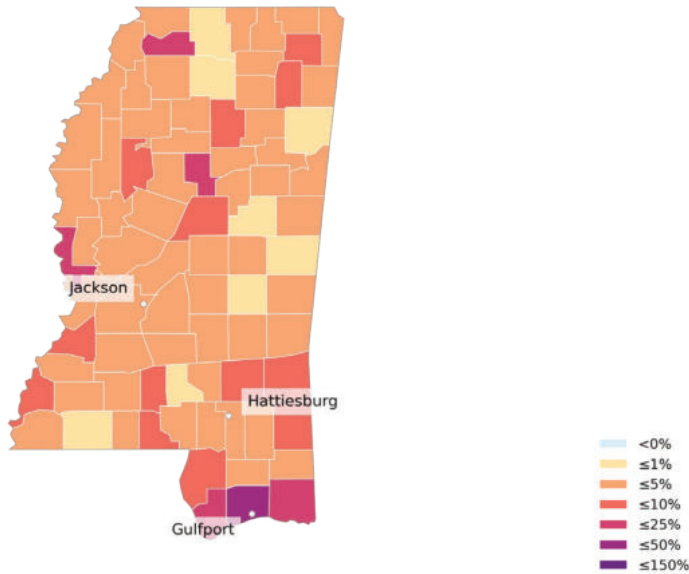 Jackson
Hattiesburg
Gulfport
<0%
≤1%
≤5%
≤10%
≤25%
≤50%
≤150%